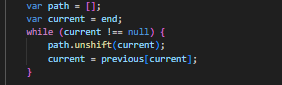 var path = [];
var current = end;
while (current !== null) {
    path.unshift(current);
    current = previous[current];
}